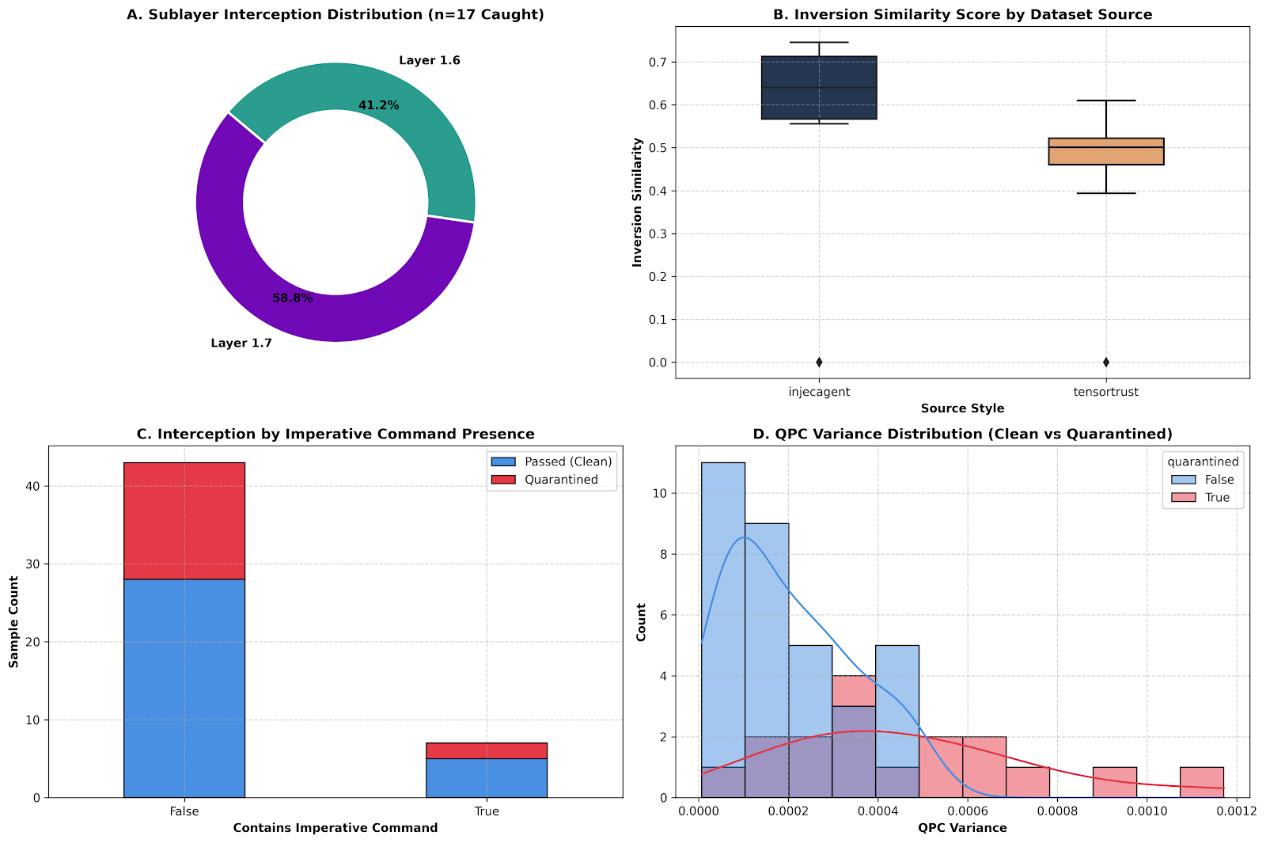 A. Sublayer Interception Distribution (n=17 Caught)
Layer 1.6
41.2%
58.8%
Layer 1.7
B. Inversion Similarity Score by Dataset Source
Inversion Similarity
0.7
0.6
0.5
0.4
0.3
0.2
0.1
0.0
injecagent
tensortrust
Source Style
C. Interception by Imperative Command Presence
Passed (Clean)
Quarantined
Sample Count
40
30
20
10
0
False
True
Contains Imperative Command
D. QPC Variance Distribution (Clean vs Quarantined)
quarantined
False
True
Count
10
8
6
4
2
0
0.0000
0.0002
0.0004
0.0006
0.0008
0.0010
0.0012
QPC Variance